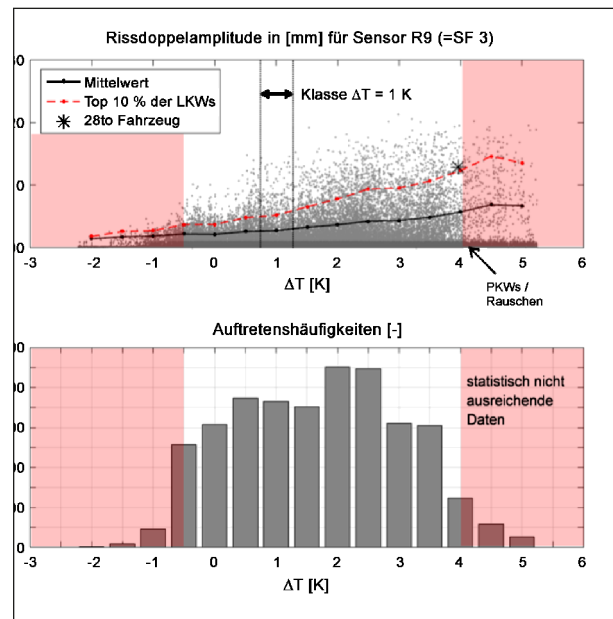 Rissdoppelamplitude in [mm] für Sensor R9 (=SF 3)
Mittelwert
Top 10 % der LKWs
28to Fahrzeug
Klasse ΔT = 1 K
-3 -2 -1 0 1 2 3 4 5 6
ΔT [K]
PKWs /
Rauschen
Auftretenshäufigkeiten [-]
statistisch nicht
ausreichende
Daten
-3 -2 -1 0 1 2 3 4 5 6
ΔT [K]